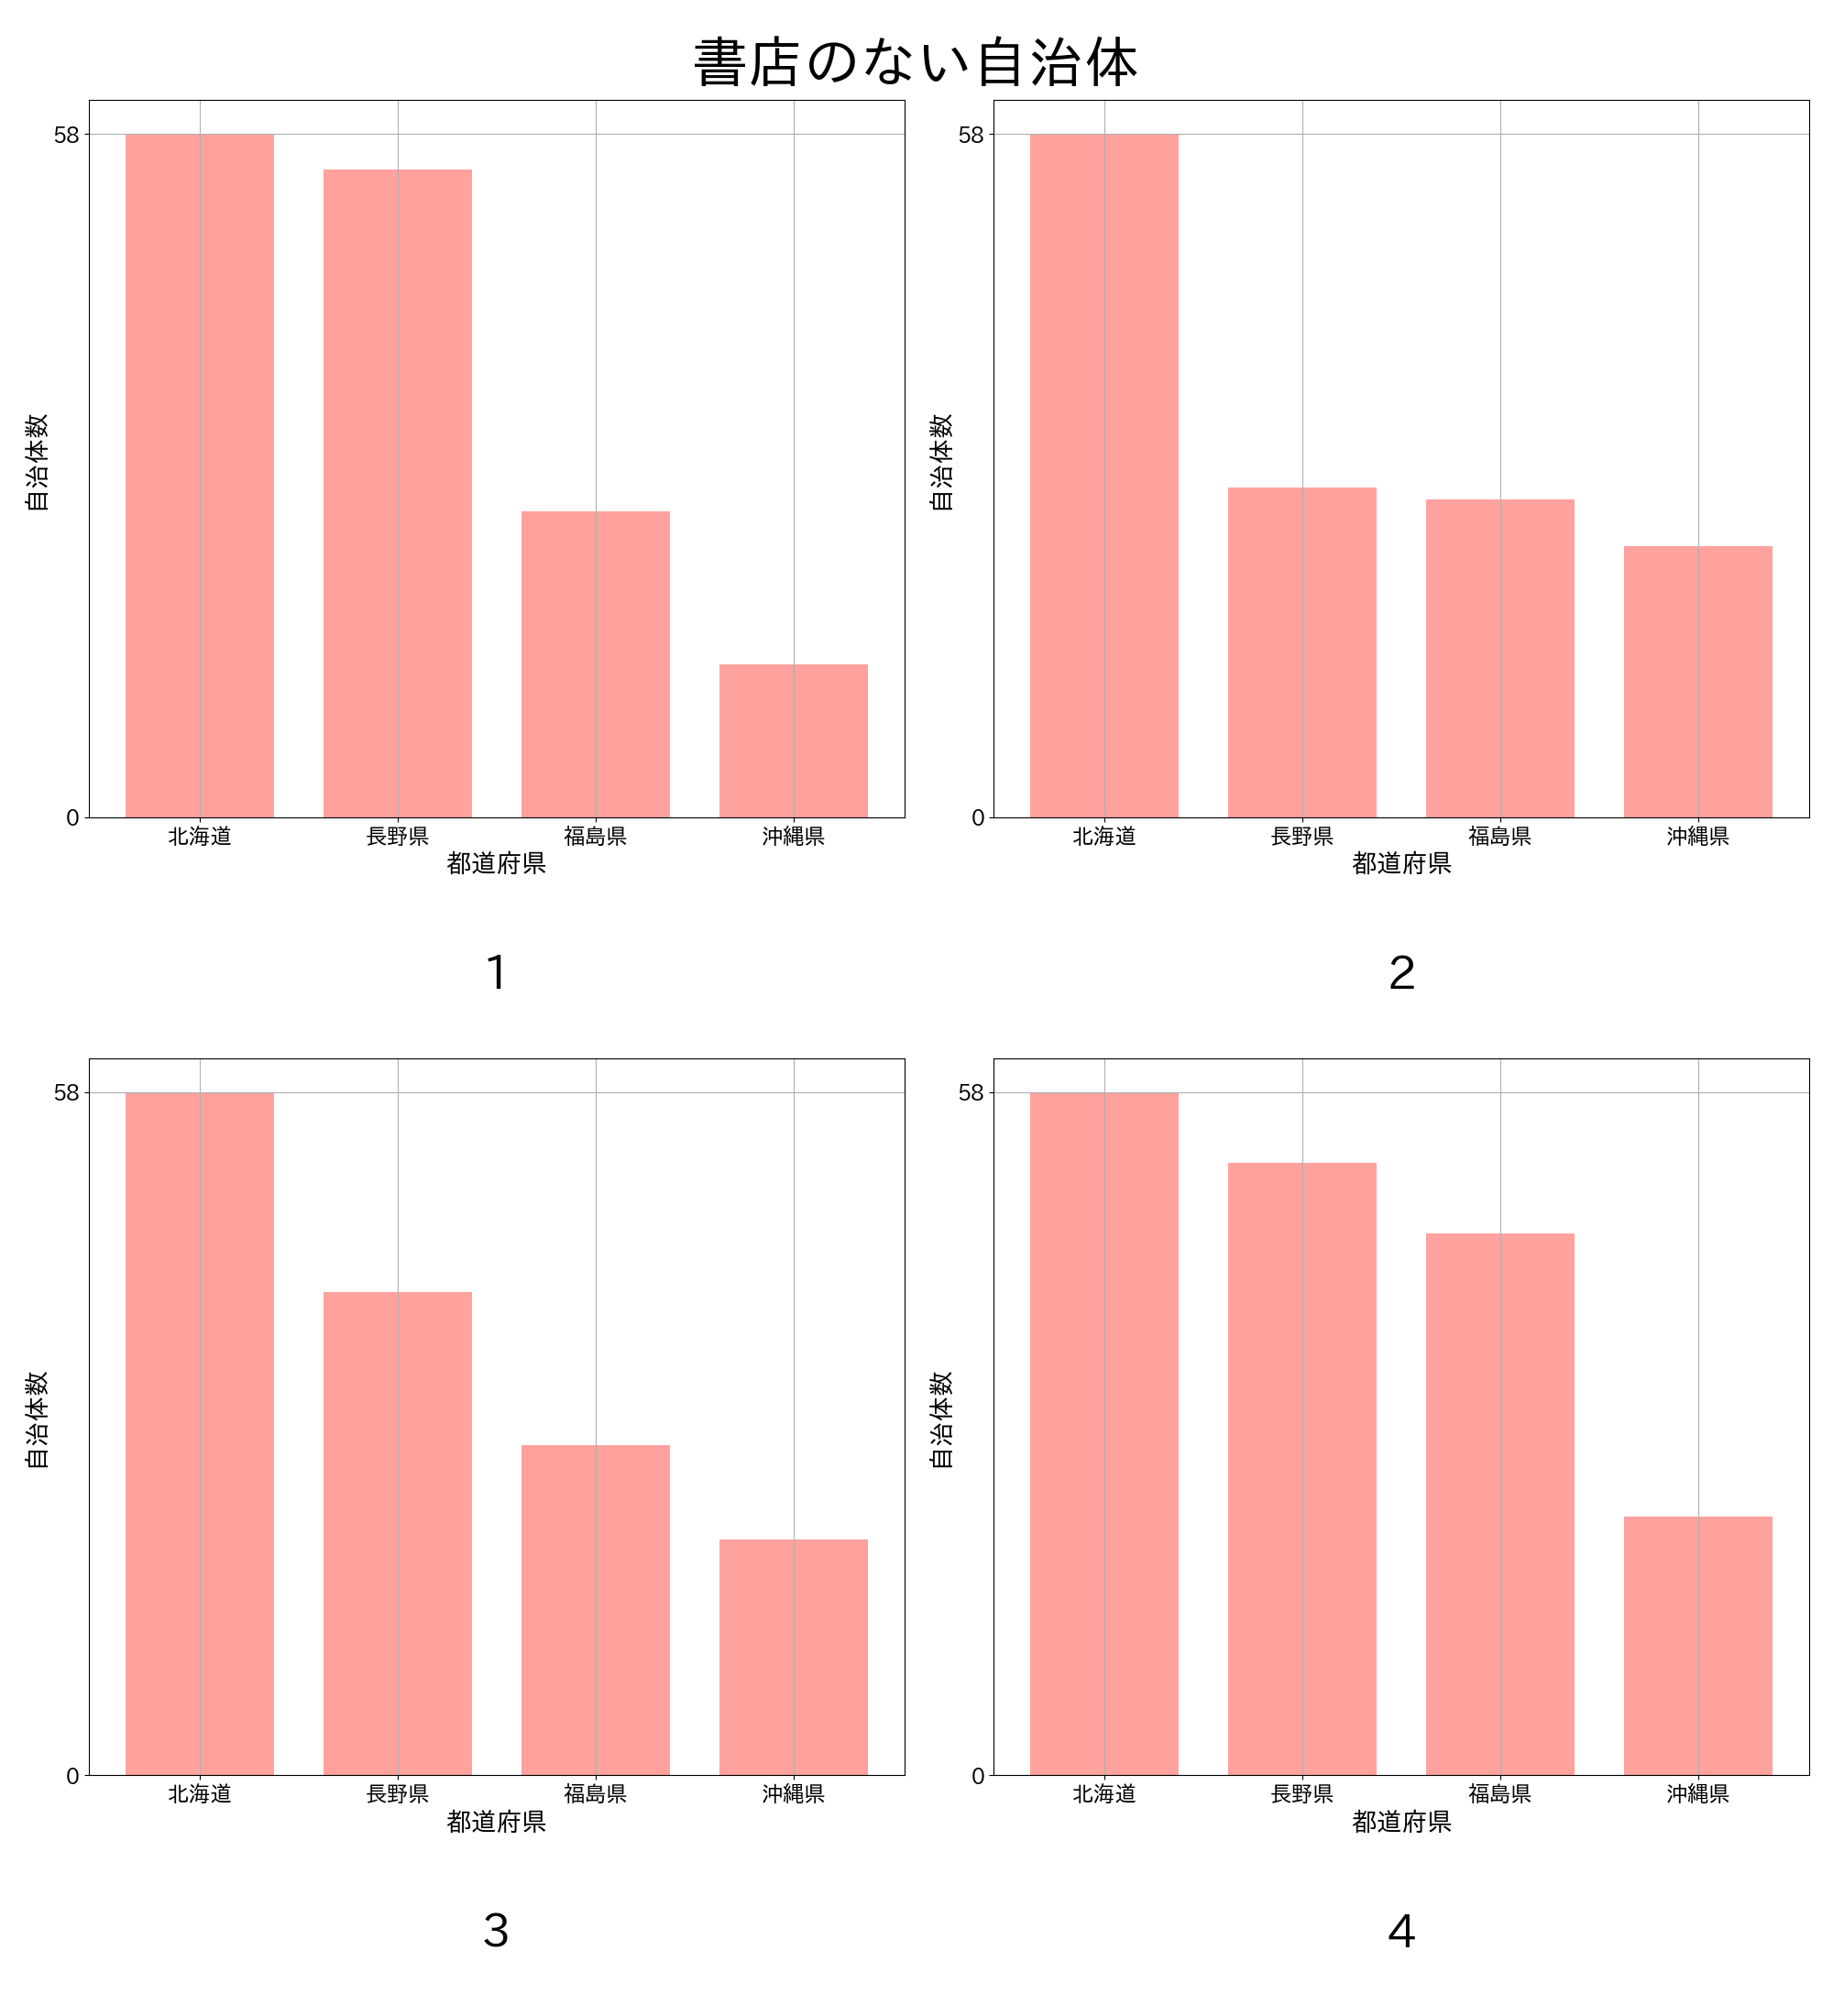 書店のない自治体
58
0
自治体数
北海道 長野県 福島県 沖縄県
都道府県
1
58
0
自治体数
北海道 長野県 福島県 沖縄県
都道府県
2
58
0
自治体数
北海道 長野県 福島県 沖縄県
都道府県
3
58
0
自治体数
北海道 長野県 福島県 沖縄県
都道府県
4